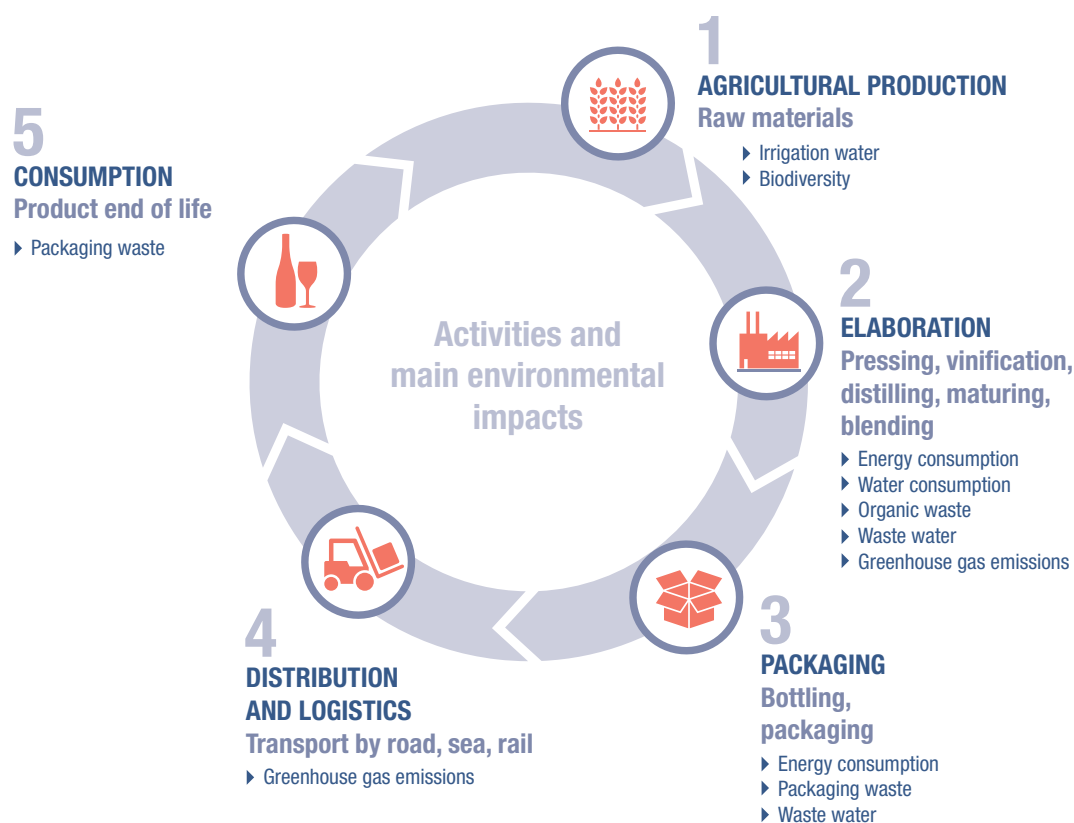 1
AGRICULTURAL PRODUCTION
Raw materials
Irrigation water
Biodiversity
2
ELABORATION
Pressing, vinification,
distilling, maturing,
blending
Energy consumption
Water consumption
Organic waste
Waste water
Greenhouse gas emissions
3
PACKAGING
Bottling,
packaging
Energy consumption
Packaging waste
Waste water
4
DISTRIBUTION
AND LOGISTICS
Transport by road, sea, rail
Greenhouse gas emissions
5
CONSUMPTION
Product end of life
Packaging waste
Activities and
main environmental
impacts